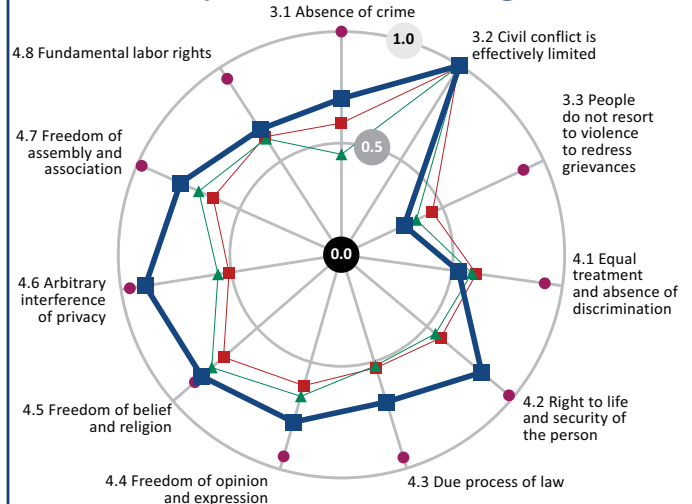 3.1 Absence of crime
1.0
3.2 Civil conflict is
effectively limited
4.8 Fundamental labor rights
3.3 People
do not resort
to violence
to redress
grievances
0.5
4.7 Freedom of
assembly and
association
0.0
4.1 Equal
treatment
and absence of
discrimination
4.6 Arbitrary
interference
of privacy
4.2 Right to life
and security of
the person
4.5 Freedom of belief
and religion
4.3 Due process of law
4.4 Freedom of opinion
and expression